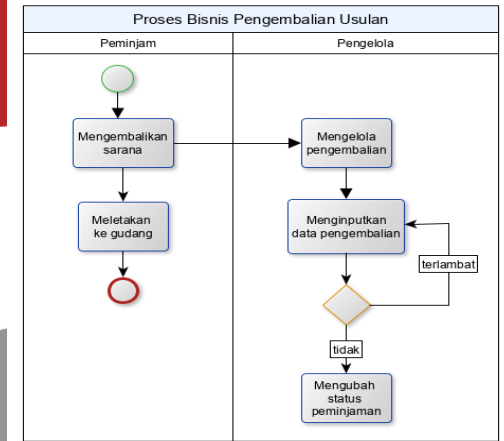 Proses Bisnis Pengembalian Usulan
Peminjam
Pengelola
Mengembalikan
sarana
Mengelola
pengembalian
Meletakan
ke gudang
Menginputkan
data pengembalian
terlambat
tidak
Mengubah
status
peminjaman